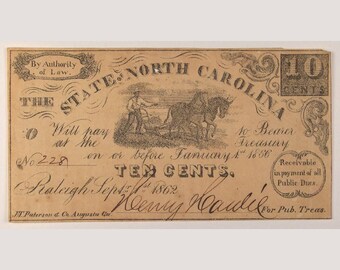 By Authority
of Law.
10
CENTS
THE STATE OF NORTH CAROLINA
Will pay to Bearer
at the Treasury
No 228 on or before January 1st 1866
TEN CENTS.
Raleigh Sept. 1st 1862
Receivable
in payment of all
Public Dues.
For Pub. Treas.
J.T. Paterson & Co. Augusta Ga.